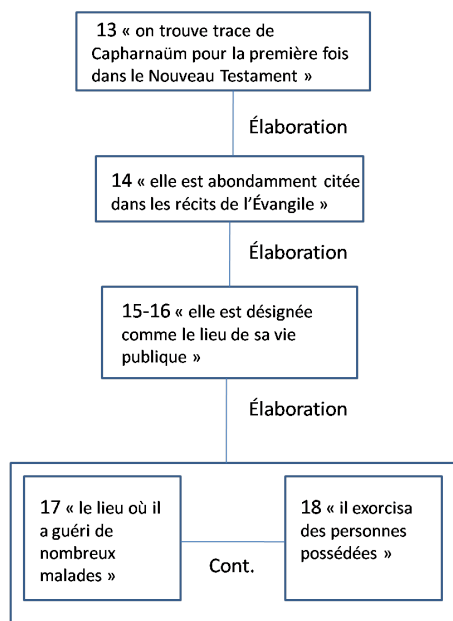 13 « on trouve trace de
Capharnaüm pour la première fois
dans le Nouveau Testament »
Élaboration
14 « elle est abondamment citée
dans les récits de l’Évangile »
Élaboration
15-16 « elle est désignée
comme le lieu de sa vie
publique »
Élaboration
17 « le lieu où il
a guéri de
nombreux
malades »
Cont.
18 « il exorcisa
des personnes
possédées »